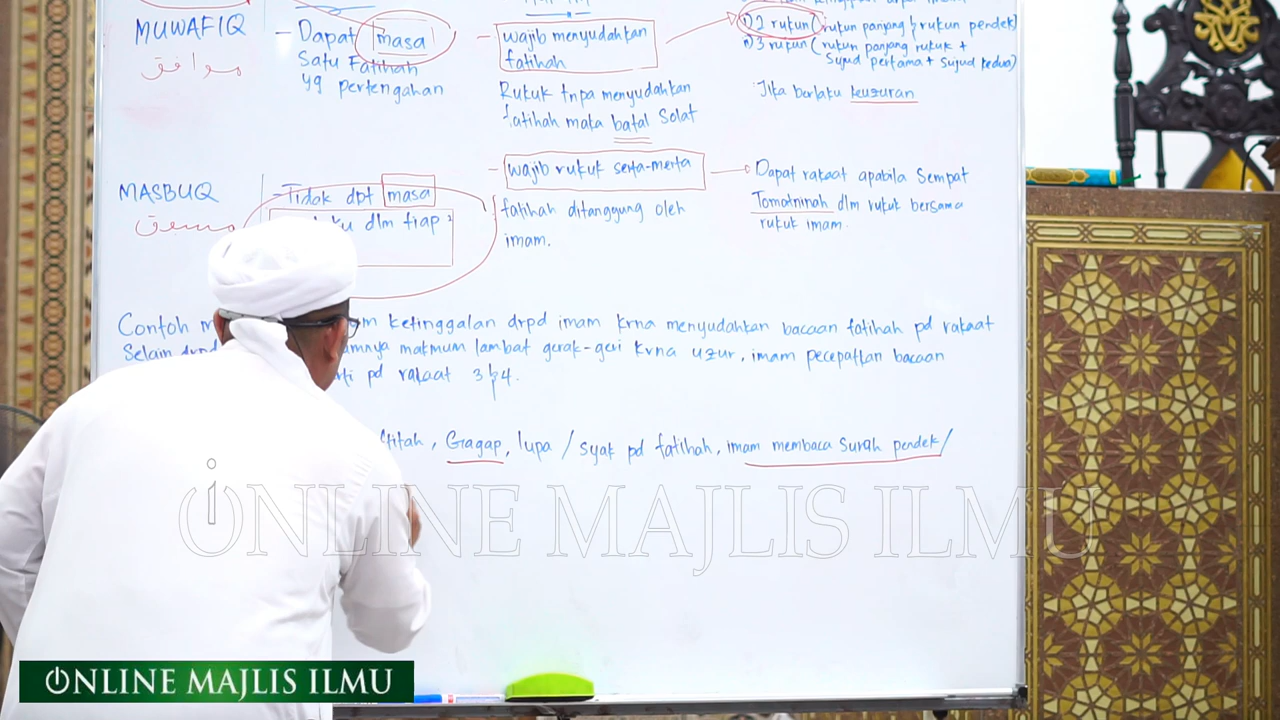 MUWAFIQ
موافق
- Dapat masa
Satu Fatihah
yg pertengahan
- wajib menyudahkan
fatihah
Rukuk tnpa menyudahkan
fatihah maka batal Solat
2 rukun (rukun panjang & rukun pendek)
3 rukun (rukun panjang rukuk +
Sujud pertama + Sujud kedua)
Jika berlaku keuzuran
MASBUQ
مسبوق
- Tidak dpt masa
dlm tiap²
- wajib rukuk serta-merta
fatihah ditanggung oleh
imam.
Dapat rakaat apabila Sempat
Tomakninah dlm rukuk bersama
rukuk imam.
Contoh ketinggalan drpd imam krna menyudahkan bacaan fatihah pd rakaat
Selain makmum lambat gerak-geri krna uzur, imam pecepatlan bacaan
pd rakaat 3 & 4.
, Gagap, lupa / syak pd fatihah, imam membaca Surah pendek/
ONLINE MAJLIS ILMU
ONLINE MAJLIS ILMU